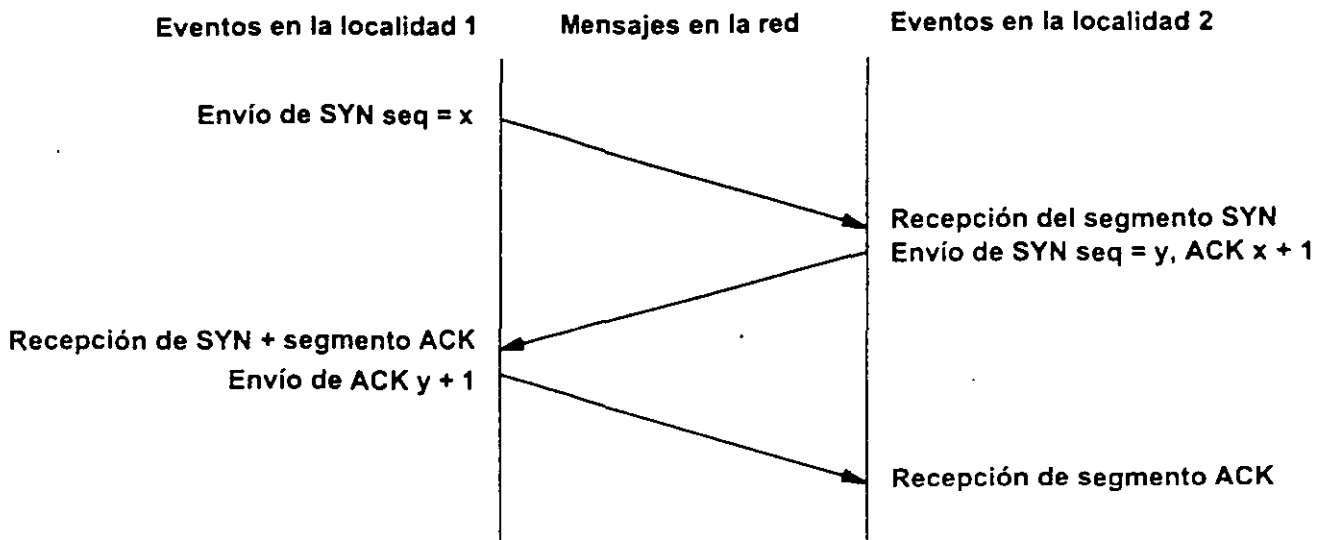 Eventos en la localidad 1
Mensajes en la red
Eventos en la localidad 2
Envío de SYN seq = x
Recepción del segmento SYN
Envío de SYN seq = y, ACK x + 1
Recepción de SYN + segmento ACK
Envío de ACK y + 1
Recepción de segmento ACK